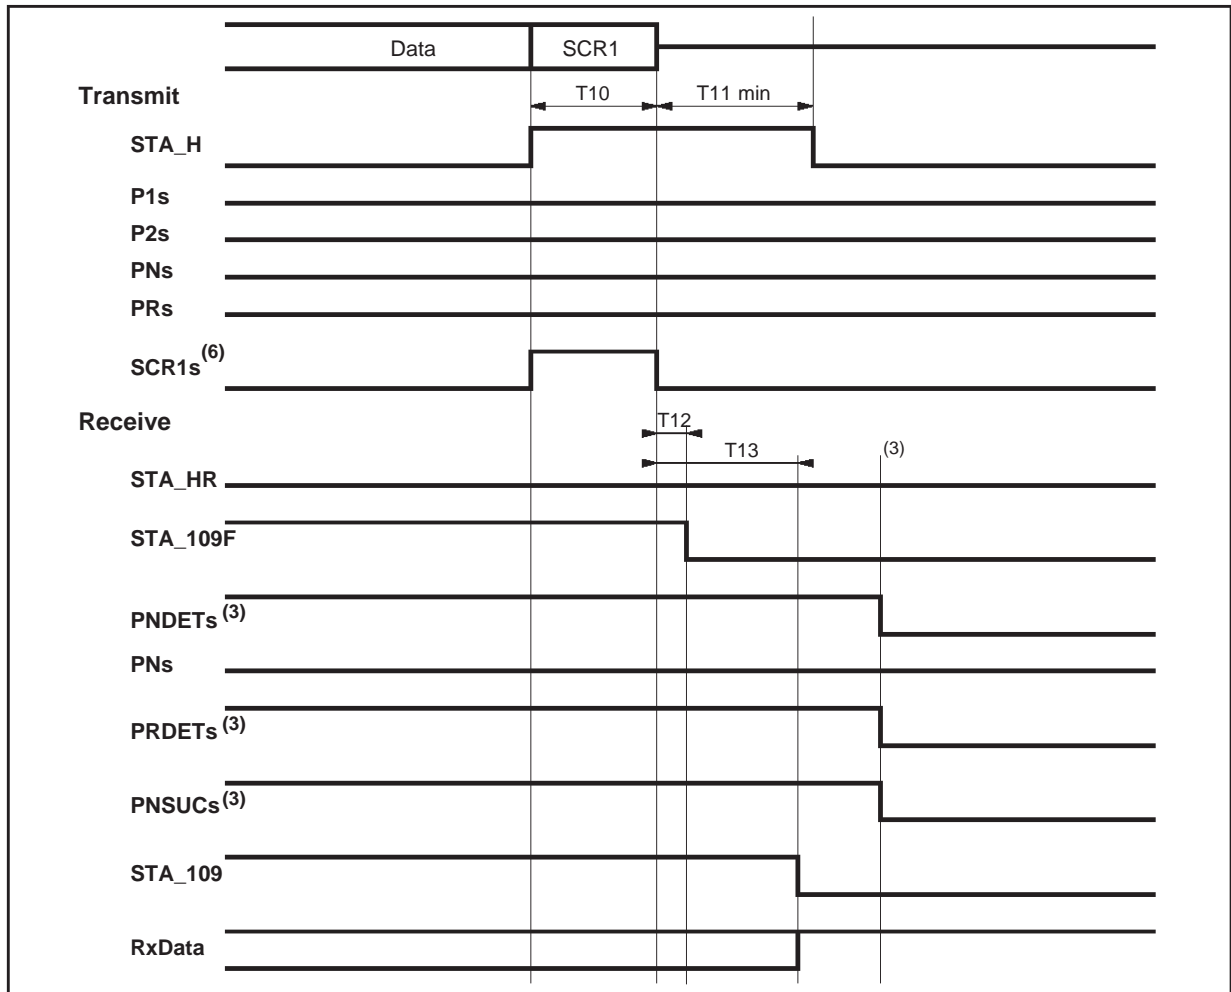 Data SCR1
Transmit
T10 T11 min
STA_H
P1s
P2s
PNs
PRs
SCR1s(6)
Receive
T12
T13
(3)
STA_HR
STA_109F
PNDETs(3)
PNs
PRDETs(3)
PNSUCs(3)
STA_109
RxData